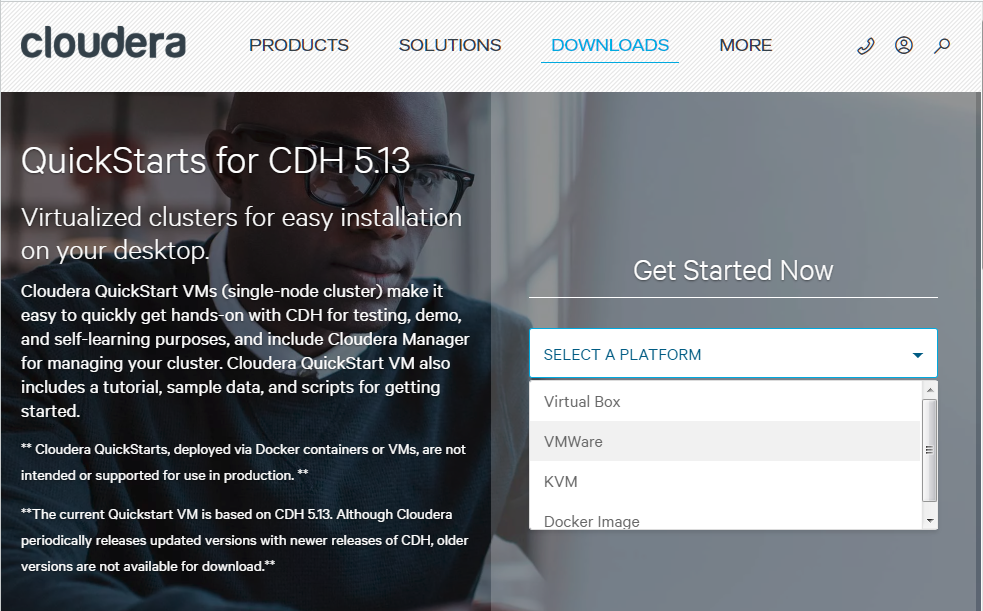 cloudera
PRODUCTS
SOLUTIONS
DOWNLOADS
MORE
QuickStarts for CDH 5.13
Virtualized clusters for easy installation
on your desktop.
Cloudera QuickStart VMs (single-node cluster) make it
easy to quickly get hands-on with CDH for testing, demo,
and self-learning purposes, and include Cloudera Manager
for managing your cluster. Cloudera QuickStart VM also
includes a tutorial, sample data, and scripts for getting
started.
** Cloudera QuickStarts, deployed via Docker containers or VMs, are not
intended or supported for use in production. **
**The current Quickstart VM is based on CDH 5.13. Although Cloudera
periodically releases updated versions with newer releases of CDH, older
versions are not available for download.**
Get Started Now
SELECT A PLATFORM
Virtual Box
VMWare
KVM
Docker Image